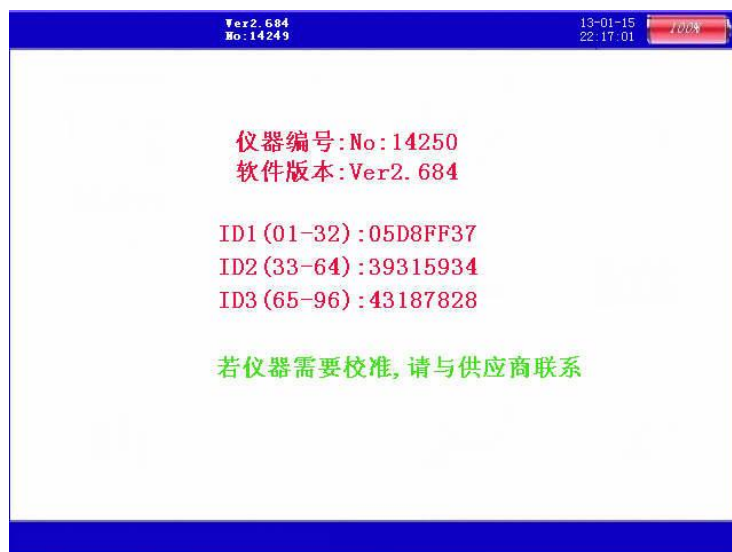 Ver2.684
No:14249
13-01-15
22:17:01
100%
仪器编号:No:14250
软件版本:Ver2.684
ID1(01-32):05D8FF37
ID2(33-64):39315934
ID3(65-96):43187828
若仪器需要校准,请与供应商联系